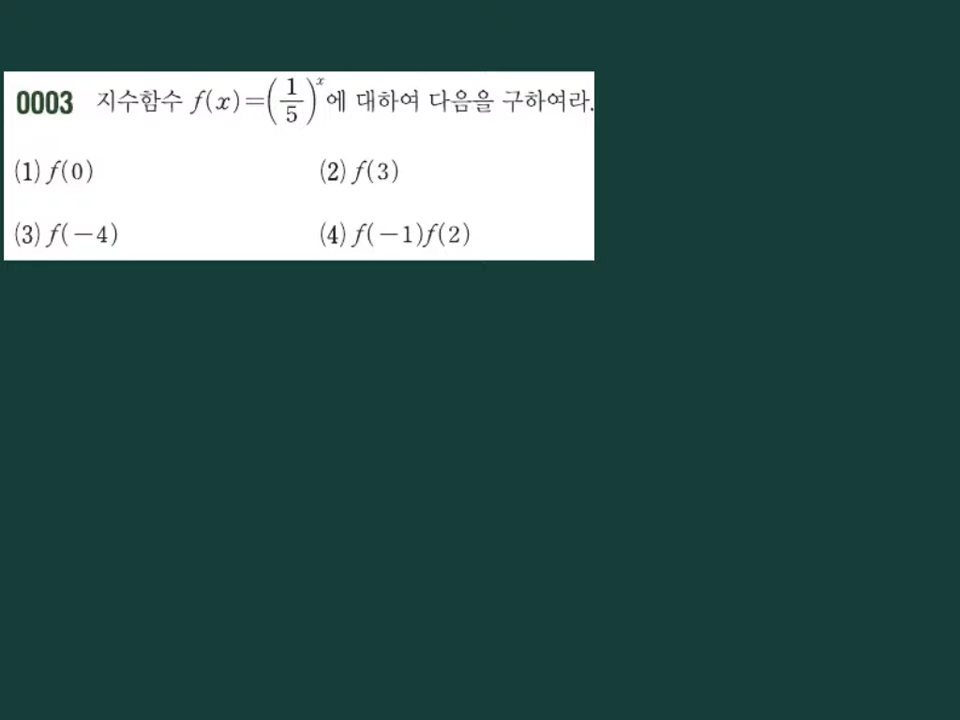 0003 지수함수 f(x)=(1/5)^x에 대하여 다음을 구하여라.
(1) f(0) (2) f(3)
(3) f(-4) (4) f(-1)f(2)